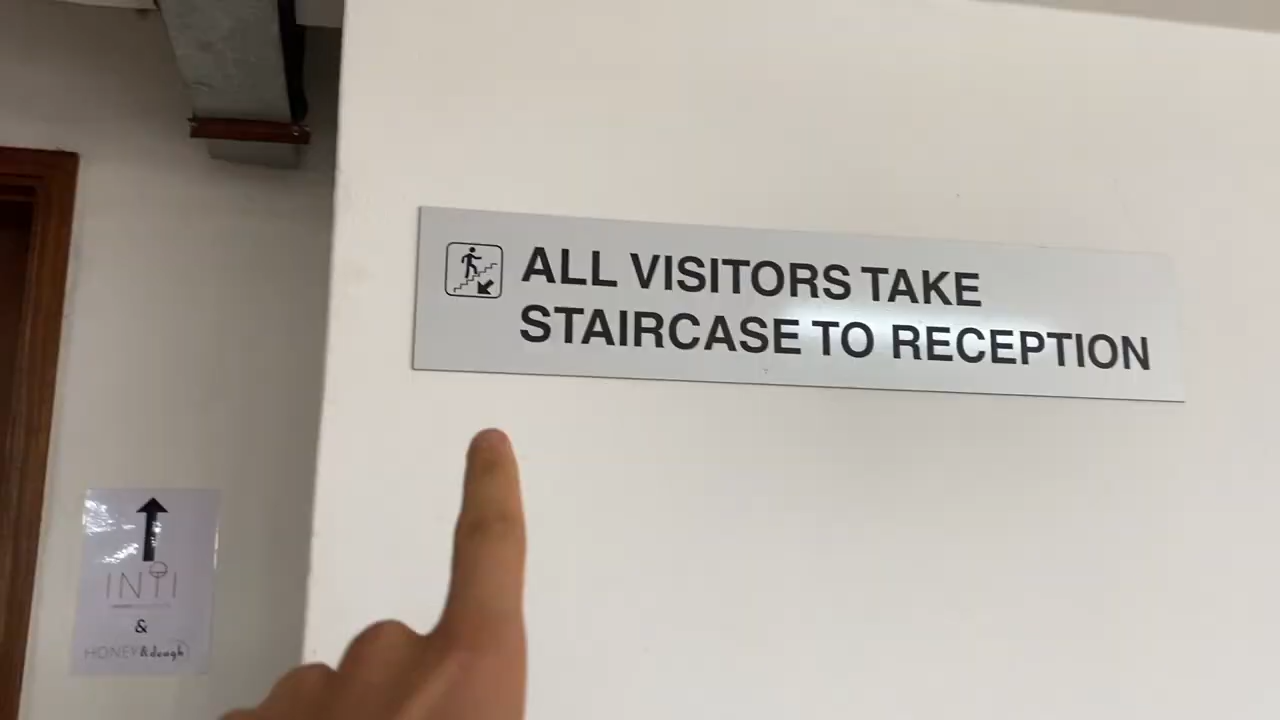 ALL VISITORS TAKE
STAIRCASE TO RECEPTION
INTI
&
HONEY&dough